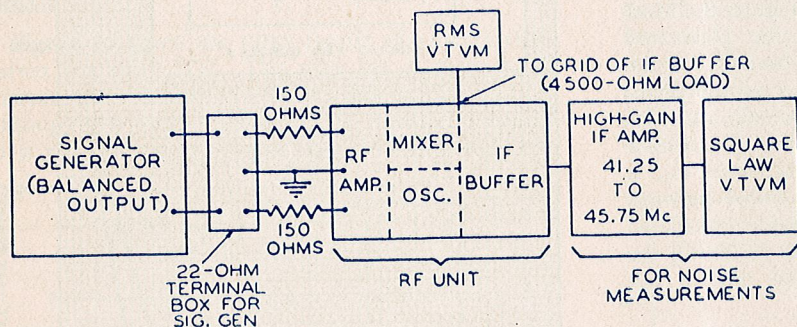 RMS
VTVM
TO GRID OF IF BUFFER
(4500-OHM LOAD)
150
OHMS
SIGNAL
GENERATOR
(BALANCED
OUTPUT)
RF
AMP.
MIXER
OSC.
IF
BUFFER
HIGH-GAIN
IF AMP.
41.25
TO
45.75 Mc
SQUARE
LAW
VTVM
150
OHMS
22-OHM
TERMINAL
BOX FOR
SIG. GEN
RF UNIT
FOR NOISE
MEASUREMENTS